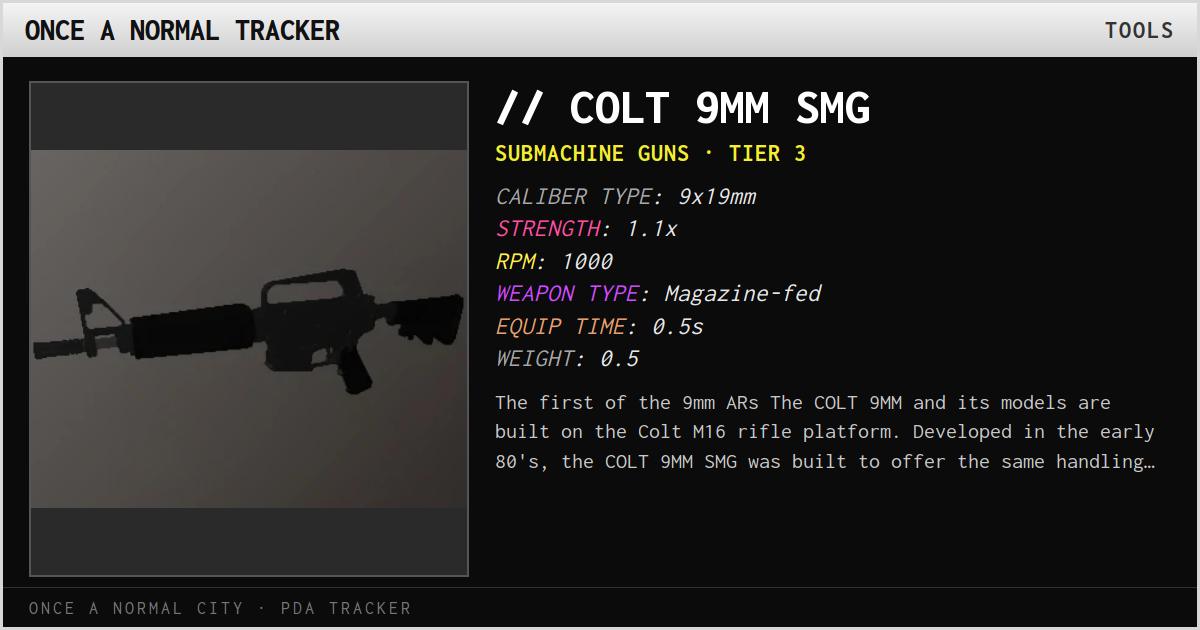 ONCE A NORMAL TRACKER
TOOLS
// COLT 9MM SMG
SUBMACHINE GUNS · TIER 3
CALIBER TYPE: 9x19mm
STRENGTH: 1.1x
RPM: 1000
WEAPON TYPE: Magazine-fed
EQUIP TIME: 0.5s
WEIGHT: 0.5
The first of the 9mm ARs The COLT 9MM and its models are
built on the Colt M16 rifle platform. Developed in the early
80's, the COLT 9MM SMG was built to offer the same handling…
ONCE A NORMAL CITY · PDA TRACKER